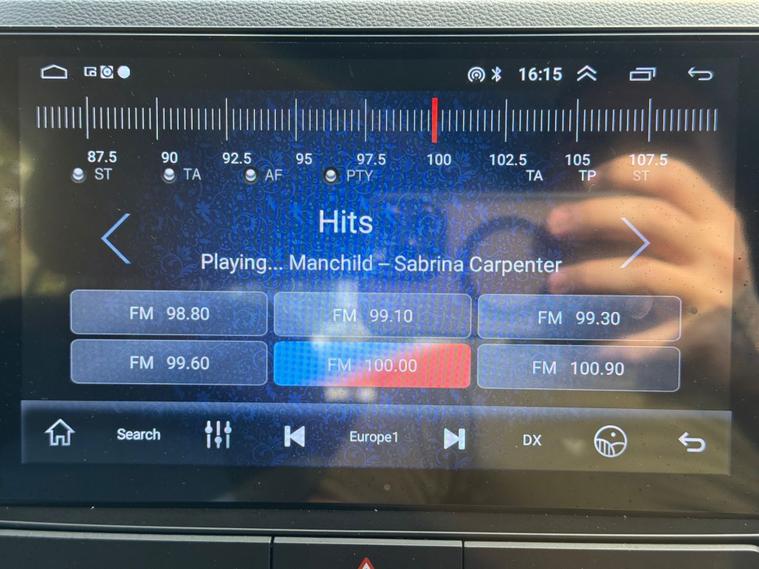 16:15
87.5 90 92.5 95 97.5 100 102.5 105 107.5
ST TA AF PTY TA TP ST
Hits
Playing... Manchild – Sabrina Carpenter
FM 98.80 FM 99.10 FM 99.30
FM 99.60 FM 100.00 FM 100.90
Search Europe1 DX